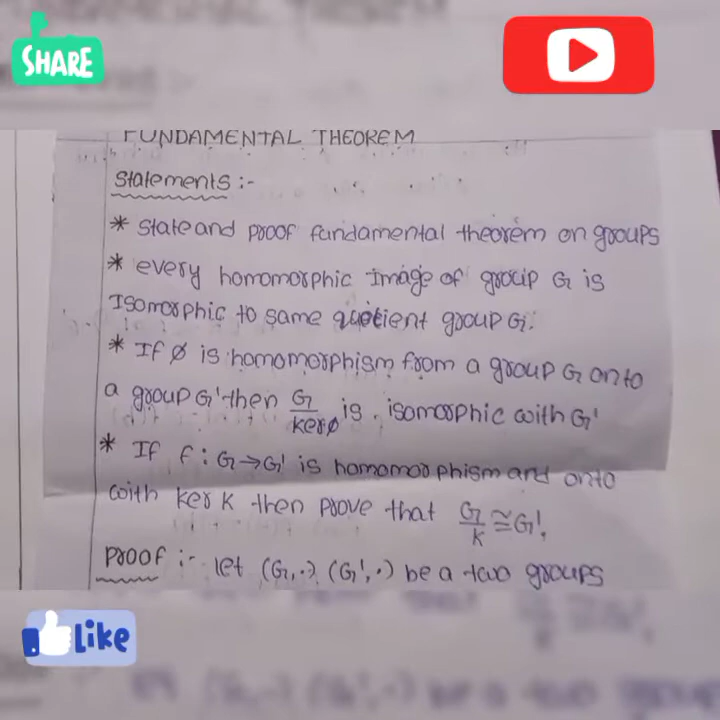 SHARE
FUNDAMENTAL THEOREM
Statements :-
* state and proof fundamental theorem on groups
* every homomorphic Image of group G is
Isomorphic to same quotient group G.
* If ø is homomorphism from a group G onto
a group G' then G/kerø is isomorphic with G'
* If f : G → G' is homomorphism and onto
with ker K then prove that G/K ≅ G'.
Proof :- let (G, ·) (G', ·) be a two groups
Like